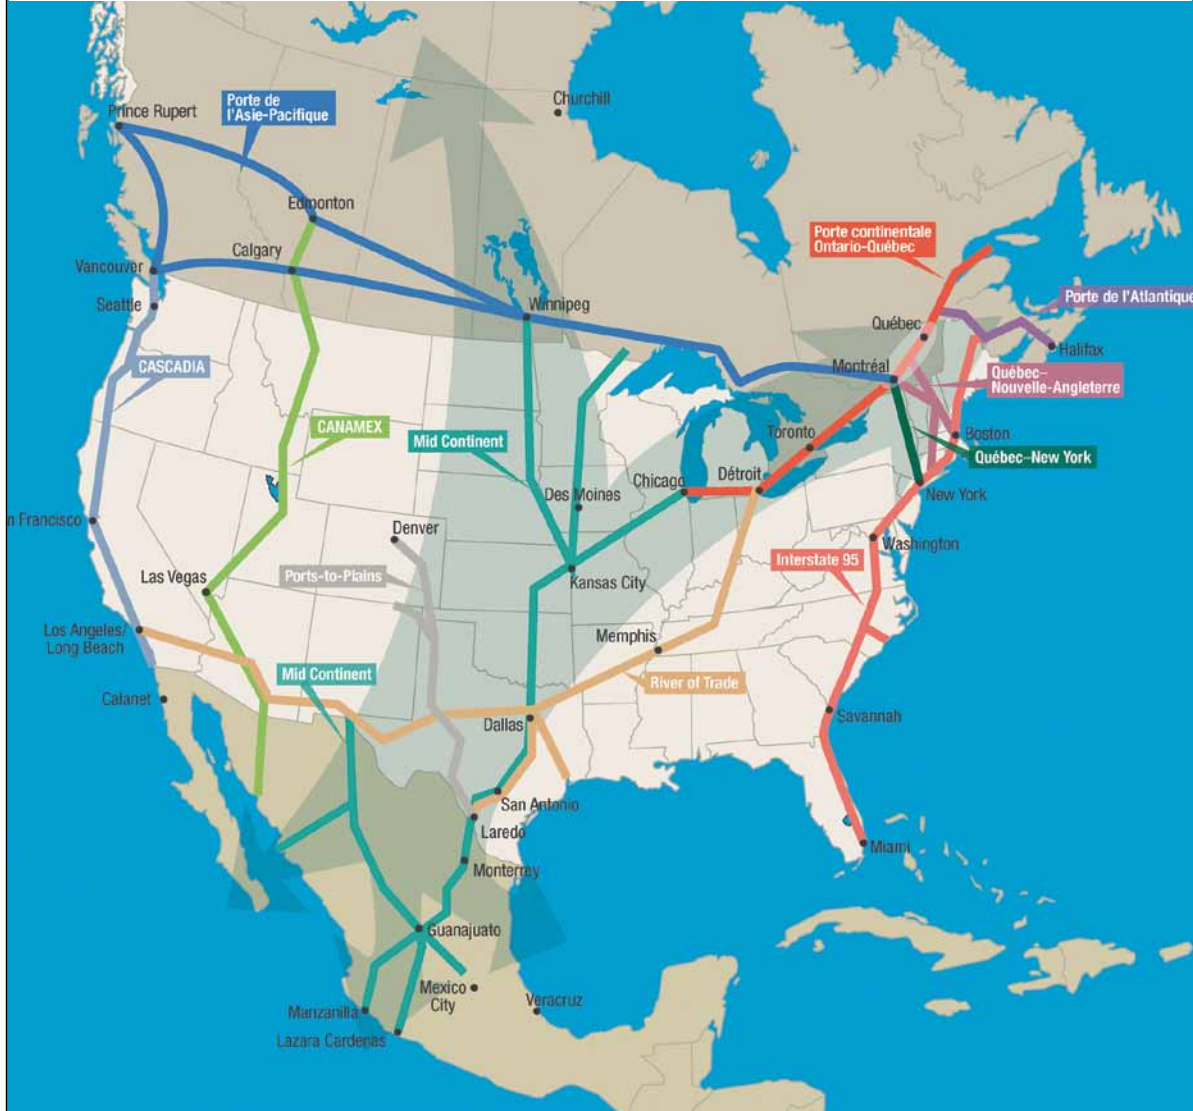 Churchill
Porte de
l'Asie-Pacifique
Prince Rupert
Edmonton
Calgary
Vancouver
Seattle
Winnipeg
Porte continentale
Ontario-Québec
Porte de l'Atlantique
Québec
Halifax
Montréal
Québec–
Nouvelle-Angleterre
CASCADIA
CANAMEX
Mid Continent
Toronto
Boston
Québec–New York
Chicago
Détroit
Des Moines
New York
n Francisco
Denver
Washington
Interstate 95
Las Vegas
Ports-to-Plains
Kansas City
Los Angeles/
Long Beach
Memphis
Mid Continent
River of Trade
Calanet
Dallas
Savannah
San Antonio
Laredo
Miami
Monterrey
Guanajuato
Mexico
City
Veracruz
Manzanilla
Lazara Cardenas